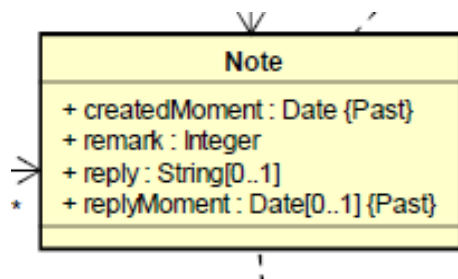 Note
+ createdMoment : Date {Past}
+ remark : Integer
+ reply : String[0..1]
* + replyMoment : Date[0..1] {Past}